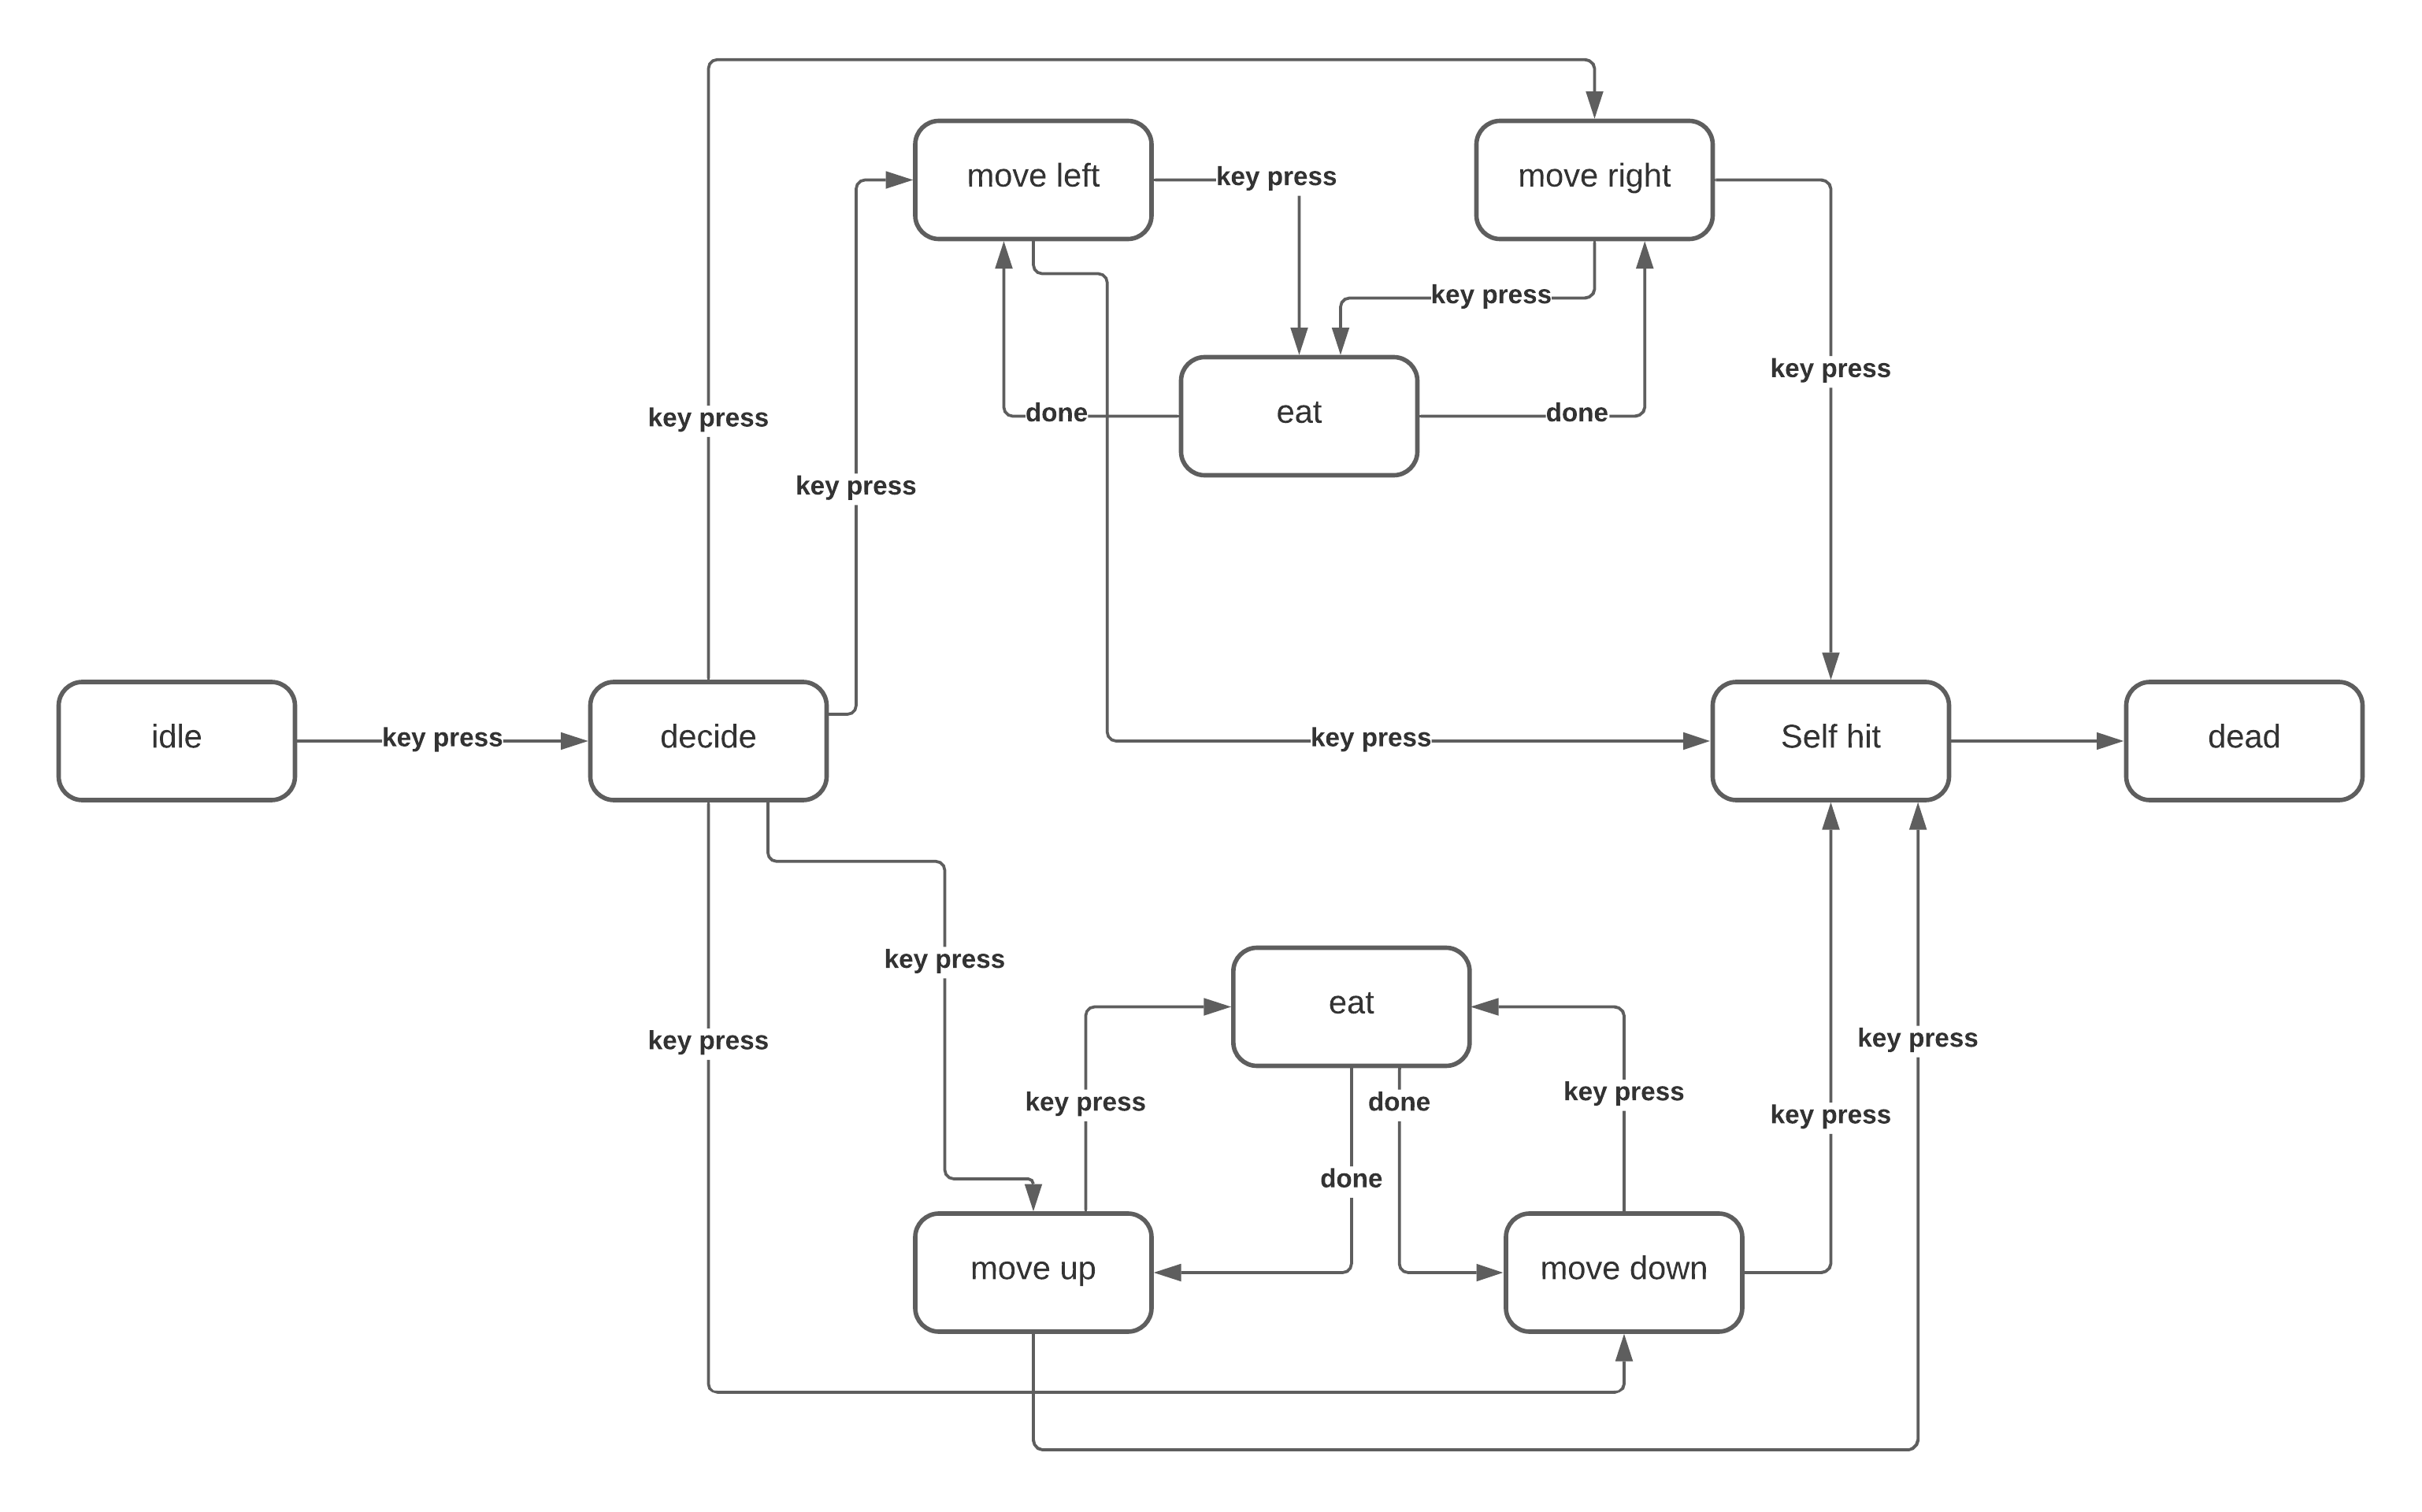 move left
key press
move right
key press
key press
key press
done
eat
done
key press
idle
key press
decide
key press
Self hit
dead
key press
eat
key press
key press
key press
done
key press
key press
done
move up
move down